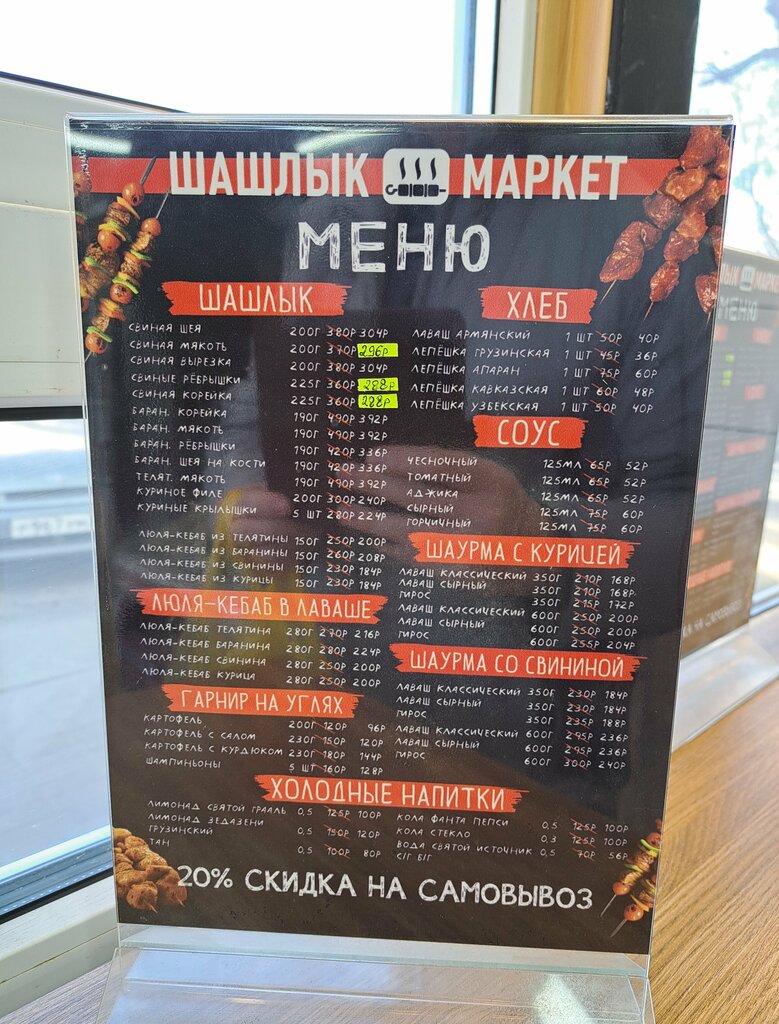 ШАШЛЫК МАРКЕТ
МЕНЮ
ШАШЛЫК
СВИНАЯ ШЕЯ 200Г 380Р 304Р
СВИНАЯ МЯКОТЬ 200Г 370Р 296Р
СВИНАЯ ВЫРЕЗКА 200Г 380Р 304Р
СВИНЫЕ РЁБРЫШКИ 225Г 360Р 288Р
СВИНАЯ КОРЕЙКА 225Г 360Р 288Р
БАРАН. КОРЕЙКА 190Г 490Р 392Р
БАРАН. МЯКОТЬ 190Г 490Р 392Р
БАРАН. РЁБРЫШКИ 190Г 420Р 336Р
БАРАН. ШЕЯ НА КОСТИ 190Г 420Р 336Р
ТЕЛЯТ. МЯКОТЬ 190Г 490Р 392Р
КУРИНОЕ ФИЛЕ 200Г 300Р 240Р
КУРИНЫЕ КРЫЛЫШКИ 5 ШТ 280Р 224Р
ЛЮЛЯ-КЕБАБ ИЗ ТЕЛЯТИНЫ 150Г 250Р 200Р
ЛЮЛЯ-КЕБАБ ИЗ БАРАНИНЫ 150Г 260Р 208Р
ЛЮЛЯ-КЕБАБ ИЗ СВИНИНЫ 150Г 230Р 184Р
ЛЮЛЯ-КЕБАБ ИЗ КУРИЦЫ 150Г 230Р 184Р
ЛЮЛЯ-КЕБАБ В ЛАВАШЕ
ЛЮЛЯ-КЕБАБ ТЕЛЯТИНА 280Г 270Р 216Р
ЛЮЛЯ-КЕБАБ БАРАНИНА 280Г 280Р 224Р
ЛЮЛЯ-КЕБАБ СВИНИНА 280Г 250Р 200Р
ЛЮЛЯ-КЕБАБ КУРИЦА 280Г 250Р 200Р
ГАРНИР НА УГЛЯХ
КАРТОФЕЛЬ 200Г 120Р 96Р
КАРТОФЕЛЬ С САЛОМ 230Г 150Р 120Р
КАРТОФЕЛЬ С КУРДЮКОМ 230Г 180Р 144Р
ШАМПИНЬОНЫ 5 ШТ 160Р 128Р
ХЛЕБ
ЛАВАШ АРМЯНСКИЙ 1 ШТ 50Р 40Р
ЛЕПЁШКА ГРУЗИНСКАЯ 1 ШТ 45Р 36Р
ЛЕПЁШКА АПАРАН 1 ШТ 75Р 60Р
ЛЕПЁШКА КАВКАЗСКАЯ 1 ШТ 60Р 48Р
ЛЕПЁШКА УЗБЕКСКАЯ 1 ШТ 50Р 40Р
СОУС
ЧЕСНОЧНЫЙ 125МЛ 65Р 52Р
ТОМАТНЫЙ 125МЛ 65Р 52Р
АДЖИКА 125МЛ 65Р 52Р
СЫРНЫЙ 125МЛ 75Р 60Р
ГОРЧИЧНЫЙ 125МЛ 75Р 60Р
ШАУРМА С КУРИЦЕЙ
ЛАВАШ КЛАССИЧЕСКИЙ 350Г 210Р 168Р
ЛАВАШ СЫРНЫЙ 350Г 210Р 168Р
ГИРОС 350Г 215Р 172Р
ЛАВАШ КЛАССИЧЕСКИЙ 600Г 250Р 200Р
ЛАВАШ СЫРНЫЙ 600Г 250Р 200Р
ГИРОС 600Г 255Р 204Р
ШАУРМА СО СВИНИНОЙ
ЛАВАШ КЛАССИЧЕСКИЙ 350Г 230Р 184Р
ЛАВАШ СЫРНЫЙ 350Г 230Р 184Р
ГИРОС 350Г 235Р 188Р
ЛАВАШ КЛАССИЧЕСКИЙ 600Г 295Р 236Р
ЛАВАШ СЫРНЫЙ 600Г 295Р 236Р
ГИРОС 600Г 300Р 240Р
ХОЛОДНЫЕ НАПИТКИ
ЛИМОНАД СВЯТОЙ ГРААЛЬ 0,5 125Р 100Р
ЛИМОНАД ЗЕДАЗЕНИ
ГРУЗИНСКИЙ 0,5 150Р 120Р
ТАН 0,5 100Р 80Р
КОЛА ФАНТА ПЕПСИ 0,5 125Р 100Р
КОЛА СТЕКЛО 0,3 125Р 100Р
ВОДА СВЯТОЙ ИСТОЧНИК 0,5 70Р 56Р
СГ БГ
20% СКИДКА НА САМОВЫВОЗ